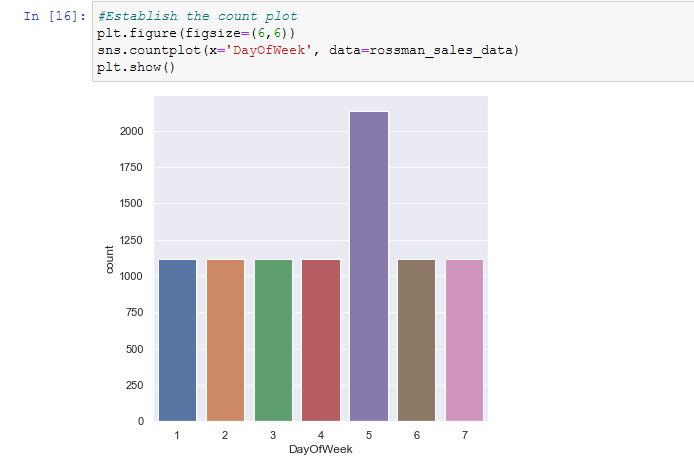 In [16]: #Establish the count plot
plt.figure(figsize=(6,6))
sns.countplot(x='DayOfWeek', data=rossman_sales_data)
plt.show()
2000
1750
1500
1250
1000
750
500
250
0
count
1 2 3 4 5 6 7
DayOfWeek